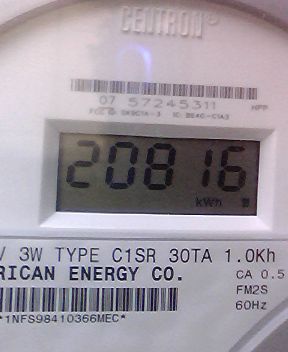 CENTRON®
07 57245311
20816
kWh
V 3W TYPE C1SR 30TA 1.0Kh
RICAN ENERGY CO.
CA 0.5
FM2S
60Hz
*1NFS98410366MEC*